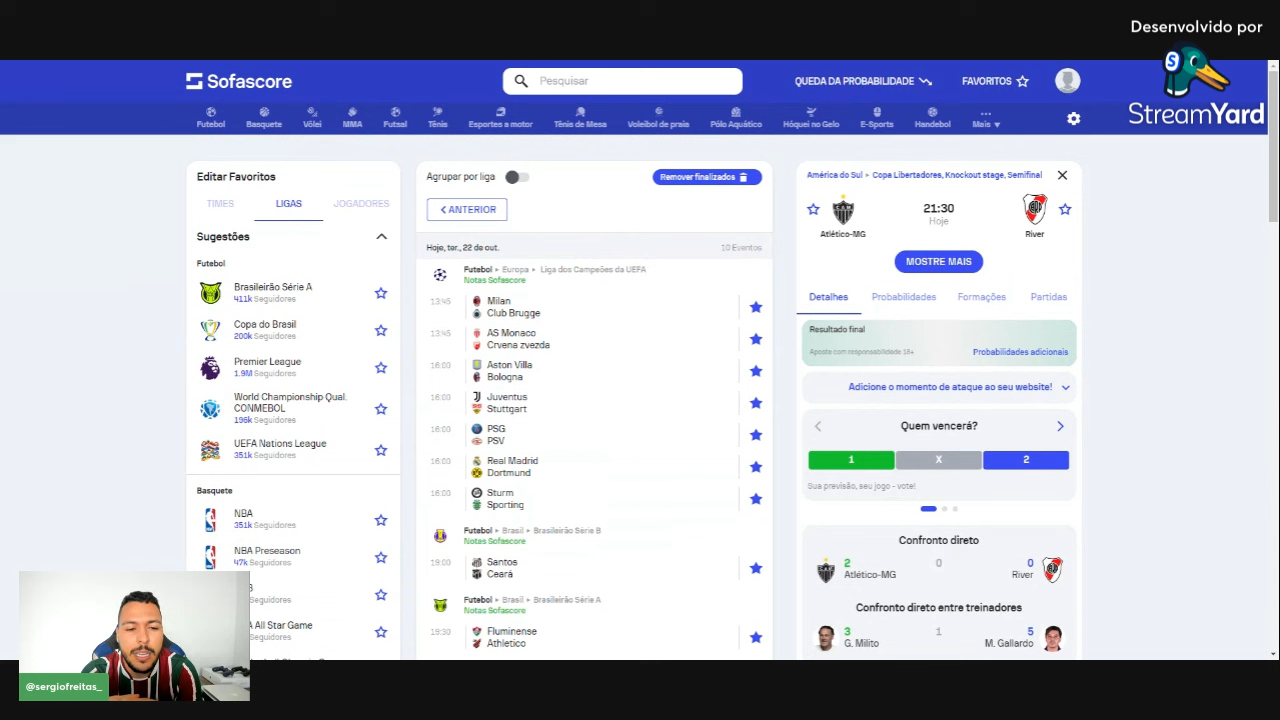 Desenvolvido por
StreamYard
Sofascore
Pesquisar
QUEDA DA PROBABILIDADE
FAVORITOS
Futebol
Basquete
Vôlei
MMA
Futsal
Tênis
Esportes a motor
Tênis de Mesa
Voleibol de praia
Pólo Aquático
Hóquei no Gelo
E-Sports
Handebol
Mais
Editar Favoritos
TIMES
LIGAS
JOGADORES
Sugestões
Futebol
Brasileirão Série A
411k Seguidores
Copa do Brasil
200k Seguidores
Premier League
1.9M Seguidores
World Championship Qual.
CONMEBOL
196k Seguidores
UEFA Nations League
351k Seguidores
Basquete
NBA
351k Seguidores
NBA Preseason
47k Seguidores
Seguidores
All Star Game
Seguidores
@sergiofreitas_
Agrupar por liga
Remover finalizados
ANTERIOR
Hoje, ter., 22 de out.
10 Eventos
Futebol Europa Liga dos Campeões da UEFA
Notas Sofascore
13:45
Milan
Club Brugge
13:45
AS Monaco
Crvena zvezda
16:00
Aston Villa
Bologna
16:00
Juventus
Stuttgart
16:00
PSG
PSV
16:00
Real Madrid
Dortmund
16:00
Sturm
Sporting
Futebol Brasil Brasileirão Série B
Notas Sofascore
19:00
Santos
Ceará
Futebol Brasil Brasileirão Série A
Notas Sofascore
19:30
Fluminense
Athletico
América do Sul Copa Libertadores, Knockout stage, Semifinal
21:30
Hoje
Atlético-MG
River
MOSTRE MAIS
Detalhes
Probabilidades
Formações
Partidas
Resultado final
Aposte com responsabilidade 18+
Probabilidades adicionais
Adicione o momento de ataque ao seu website!
Quem vencerá?
1
X
2
Sua previsão, seu jogo - vote!
Confronto direto
2
0
0
Atlético-MG
River
Confronto direto entre treinadores
3
1
5
G. Milito
M. Gallardo